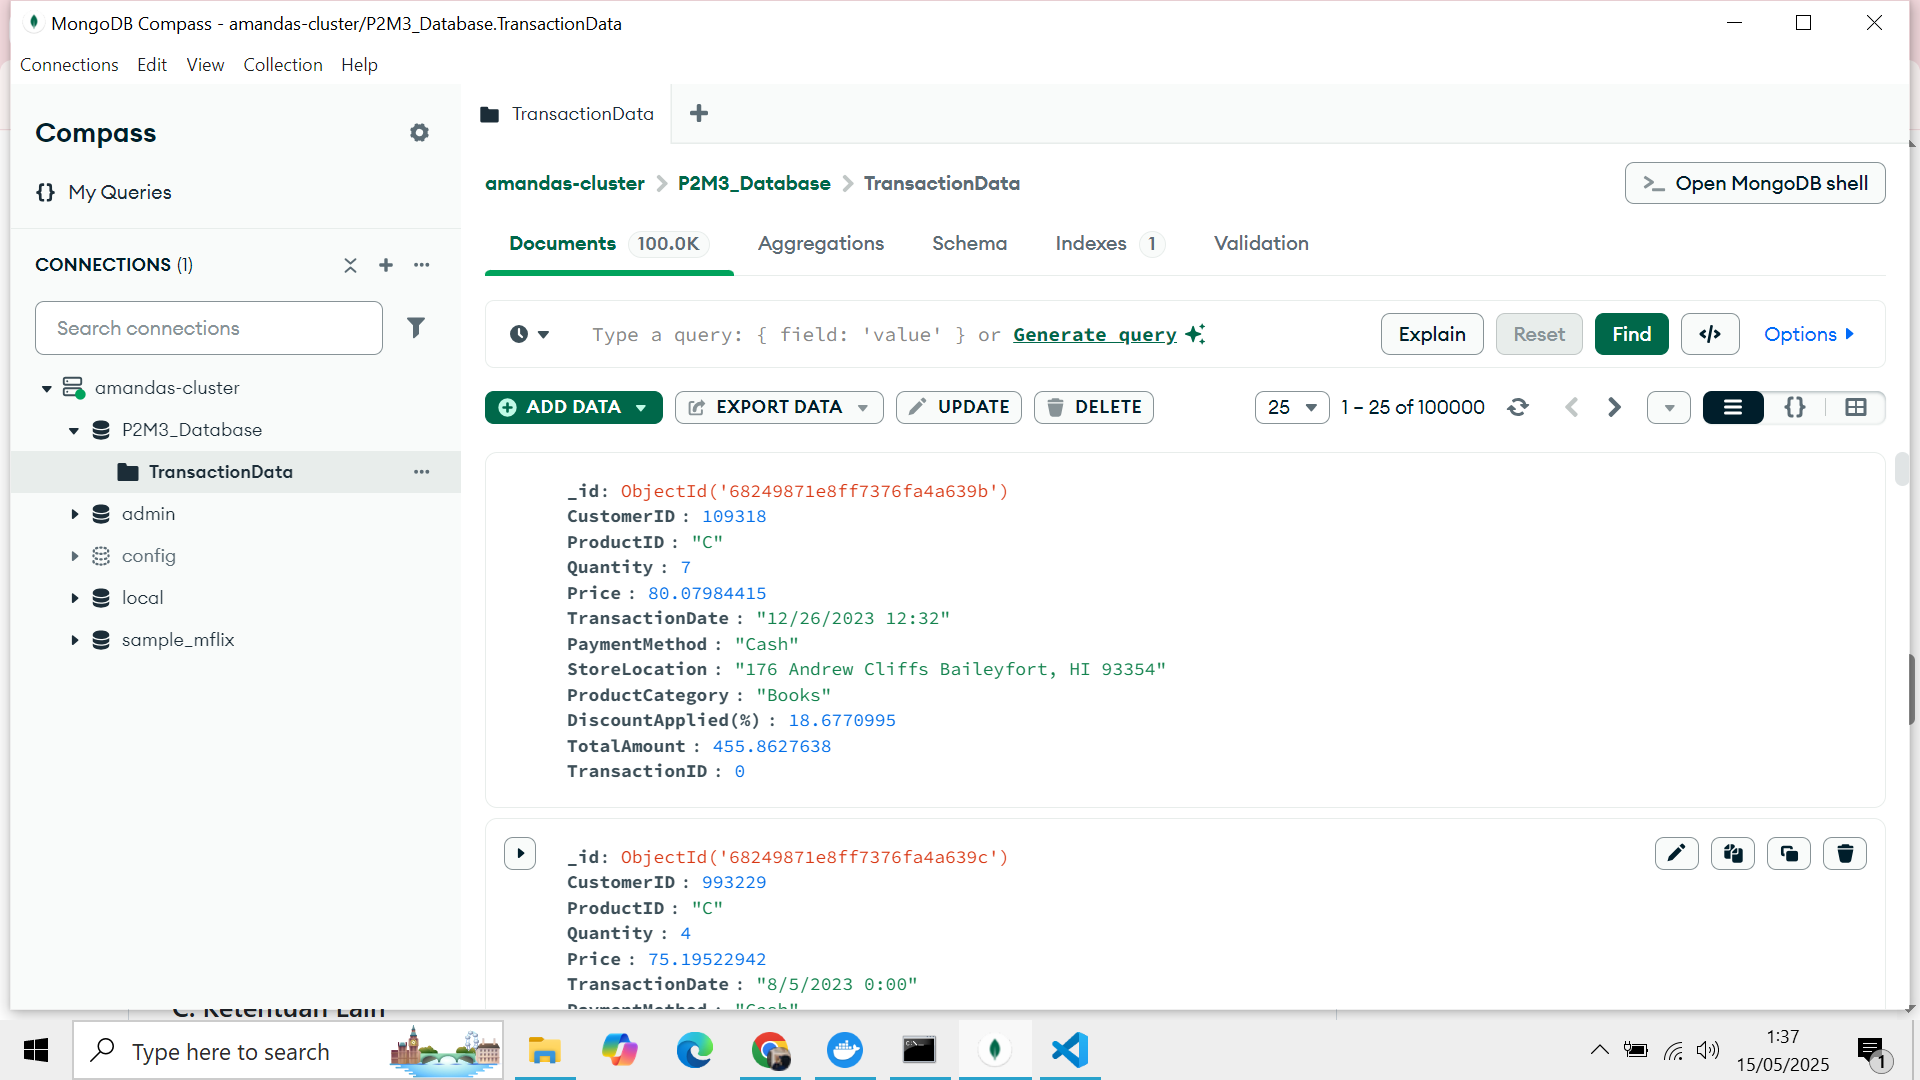 MongoDB Compass - amandas-cluster/P2M3_Database.TransactionData
Connections Edit View Collection Help
Compass
My Queries
CONNECTIONS (1)
Search connections
amandas-cluster
P2M3_Database
TransactionData
admin
config
local
sample_mflix
TransactionData
amandas-cluster > P2M3_Database > TransactionData
>_ Open MongoDB shell
Documents 100.0K Aggregations Schema Indexes 1 Validation
Type a query: { field: 'value' } or Generate query
Explain Reset Find </> Options
ADD DATA EXPORT DATA UPDATE DELETE 25 1 – 25 of 100000 {}
_id: ObjectId('68249871e8ff7376fa4a639b')
CustomerID : 109318
ProductID : "C"
Quantity : 7
Price : 80.07984415
TransactionDate : "12/26/2023 12:32"
PaymentMethod : "Cash"
StoreLocation : "176 Andrew Cliffs Baileyfort, HI 93354"
ProductCategory : "Books"
DiscountApplied(%) : 18.6770995
TotalAmount : 455.8627638
TransactionID : 0
_id: ObjectId('68249871e8ff7376fa4a639c')
CustomerID : 993229
ProductID : "C"
Quantity : 4
Price : 75.19522942
TransactionDate : "8/5/2023 0:00"
PaymentMethod : "Cash"
C. Ketentuan Lain
Type here to search
1:37
15/05/2025
1